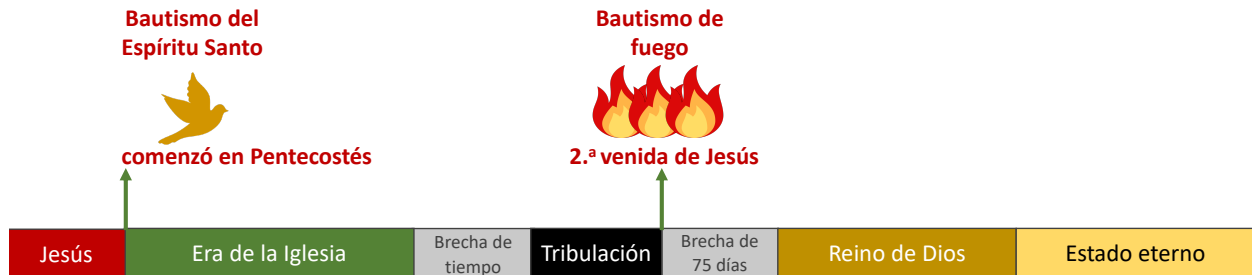 Bautismo del
Espíritu Santo
comenzó en Pentecostés
Bautismo de
fuego
2.ª venida de Jesús
Jesús
Era de la Iglesia
Brecha de
tiempo
Tribulación
Brecha de
75 días
Reino de Dios
Estado eterno